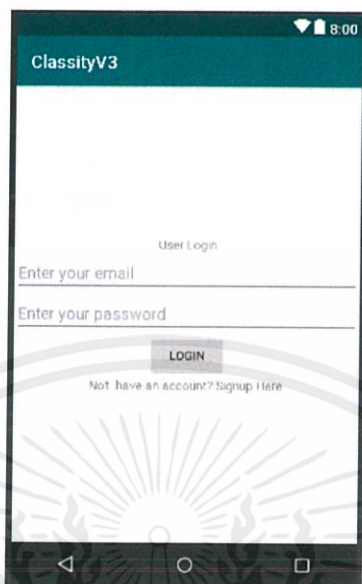 8:00
ClassityV3
User Login
Enter your email
Enter your password
LOGIN
Not have an account? Signup Here